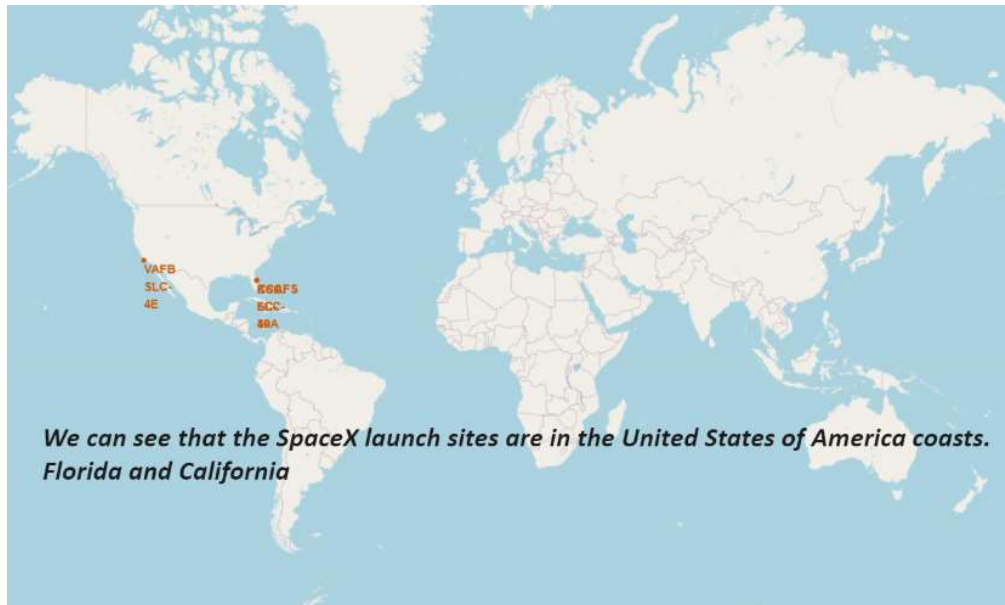 VAFB
SLC-
4E
We can see that the SpaceX launch sites are in the United States of America coasts.
Florida and California